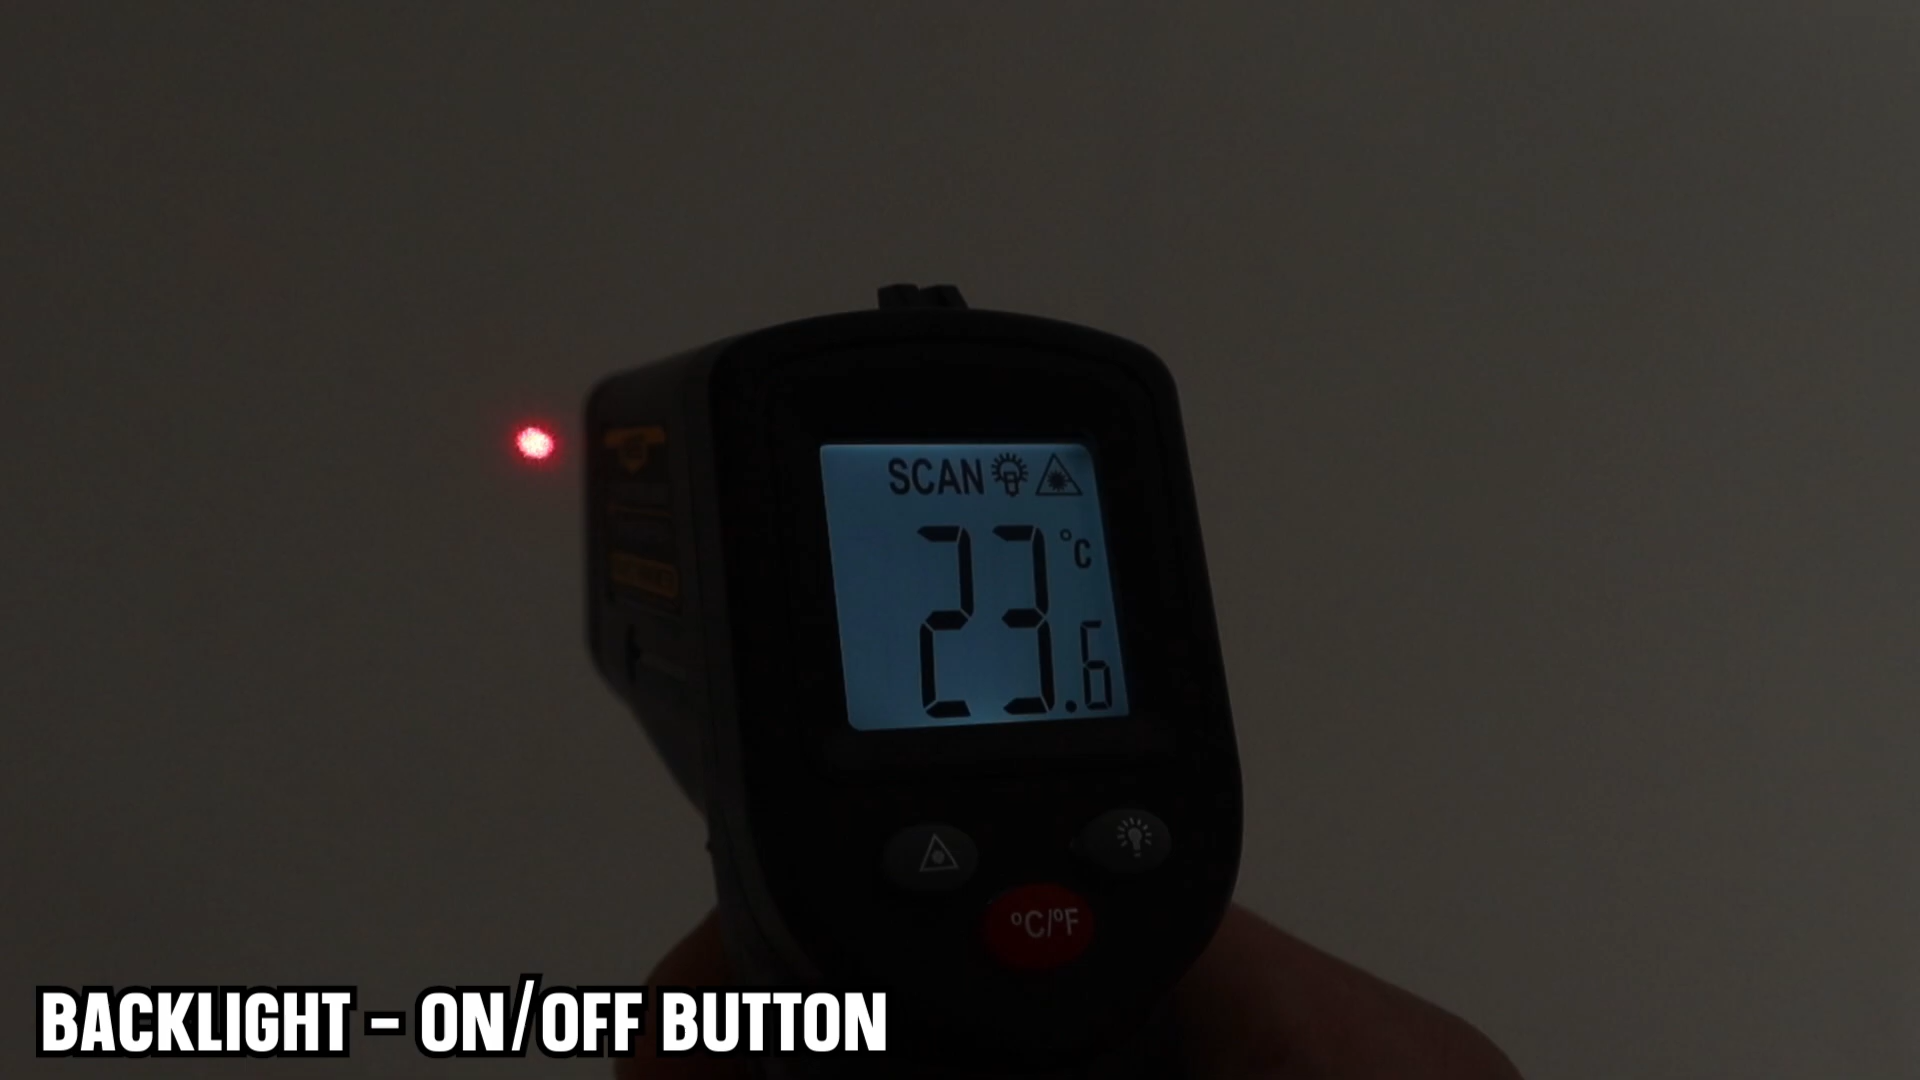 SCAN
°C
23.6
°C/°F
BACKLIGHT - ON/OFF BUTTON